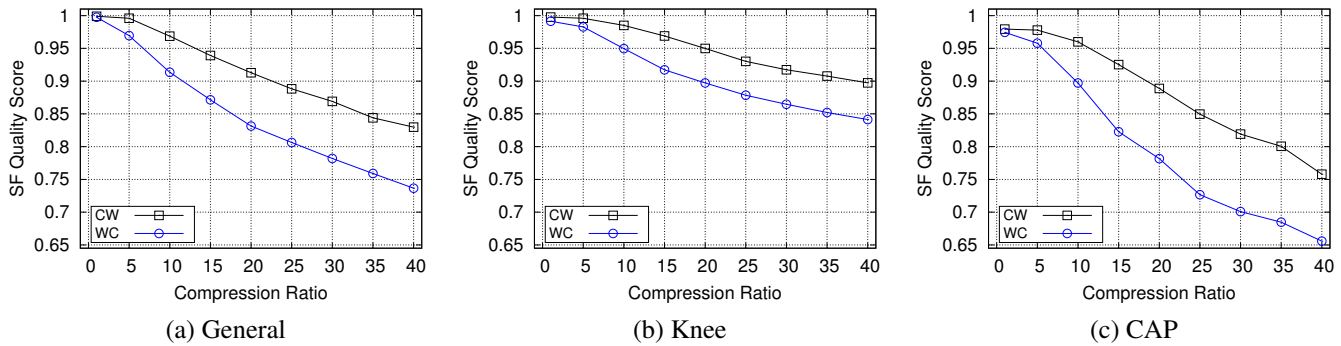 SF Quality Score
1
0.95
0.9
0.85
0.8
0.75
0.7
0.65
CW
WC
0 5 10 15 20 25 30 35 40
Compression Ratio
(a) General
SF Quality Score
1
0.95
0.9
0.85
0.8
0.75
0.7
0.65
CW
WC
0 5 10 15 20 25 30 35 40
Compression Ratio
(b) Knee
SF Quality Score
1
0.95
0.9
0.85
0.8
0.75
0.7
0.65
CW
WC
0 5 10 15 20 25 30 35 40
Compression Ratio
(c) CAP